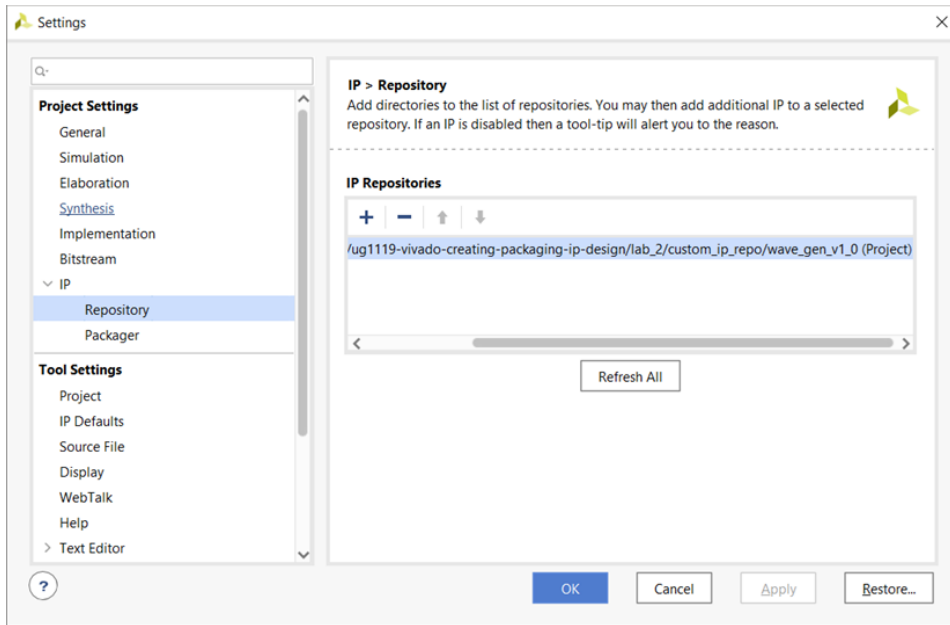 Settings
Project Settings
General
Simulation
Elaboration
Synthesis
Implementation
Bitstream
IP
Repository
Packager
Tool Settings
Project
IP Defaults
Source File
Display
WebTalk
Help
Text Editor
IP > Repository
Add directories to the list of repositories. You may then add additional IP to a selected
repository. If an IP is disabled then a tool-tip will alert you to the reason.
IP Repositories
/ug1119-vivado-creating-packaging-ip-design/lab_2/custom_ip_repo/wave_gen_v1_0 (Project)
Refresh All
?
OK
Cancel
Apply
Restore...